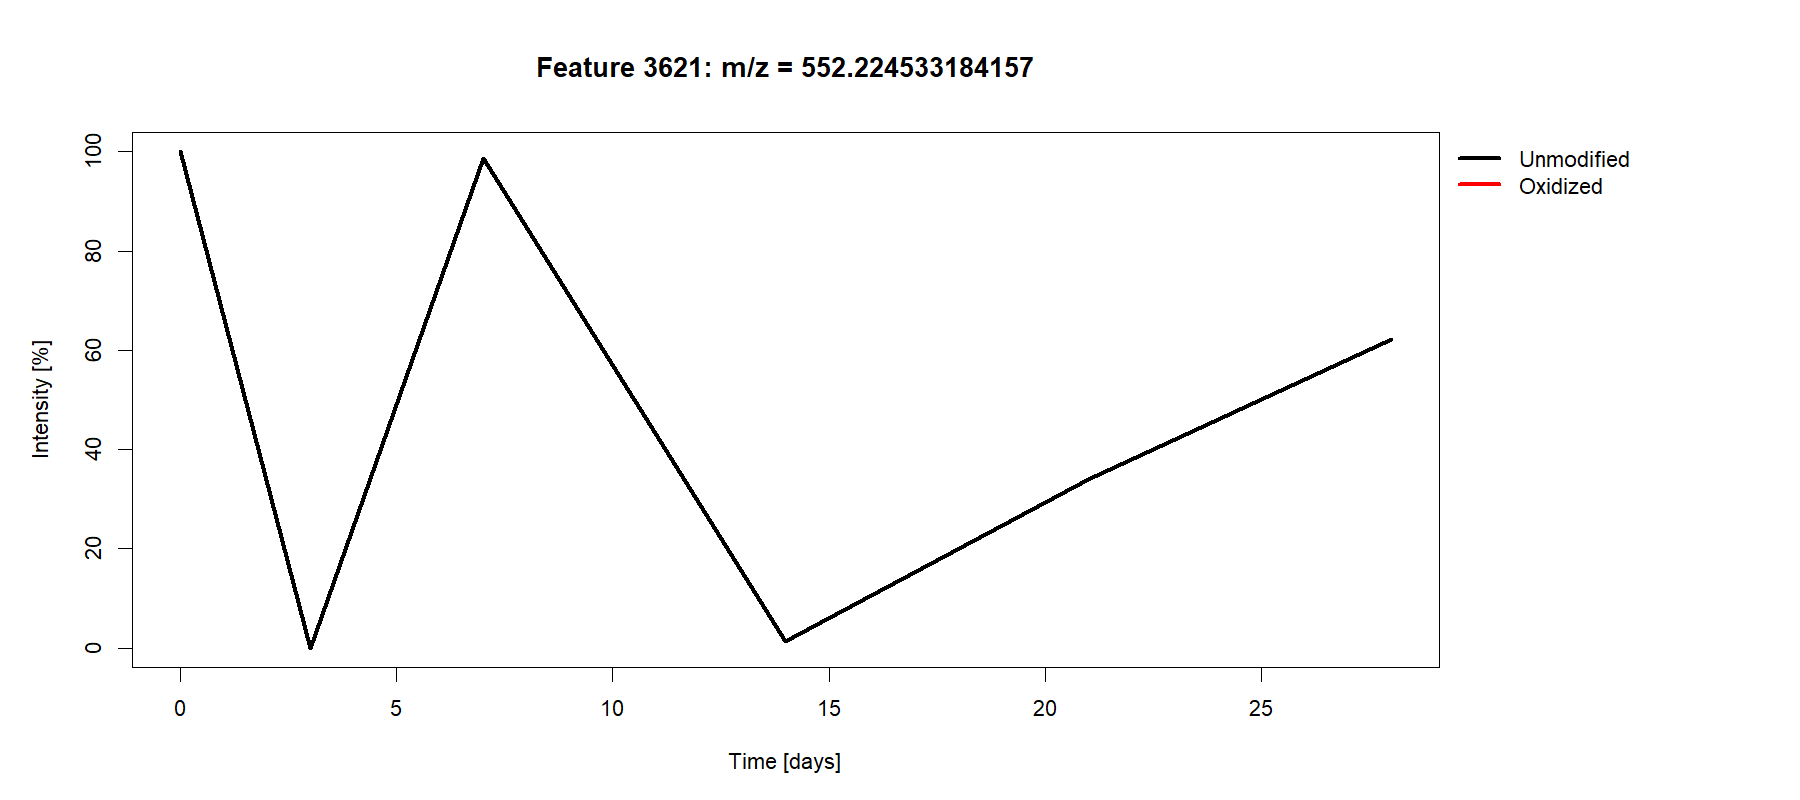 Feature 3621: m/z = 552.224533184157
Unmodified
Oxidized
Intensity [%]
100
80
60
40
20
0
0 5 10 15 20 25
Time [days]